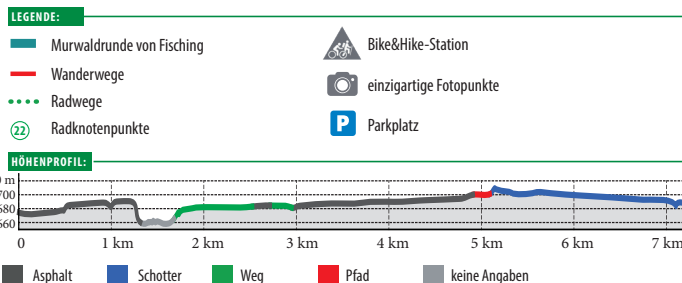 LEGENDE:
Murwaldrunde von Fisching
Wanderwege
Radwege
22 Radknotenpunkte
Bike&Hike-Station
einzigartige Fotopunkte
P Parkplatz
HÖHENPROFIL:
m
700
680
660
0 1 km 2 km 3 km 4 km 5 km 6 km 7 km
Asphalt Schotter Weg Pfad keine Angaben